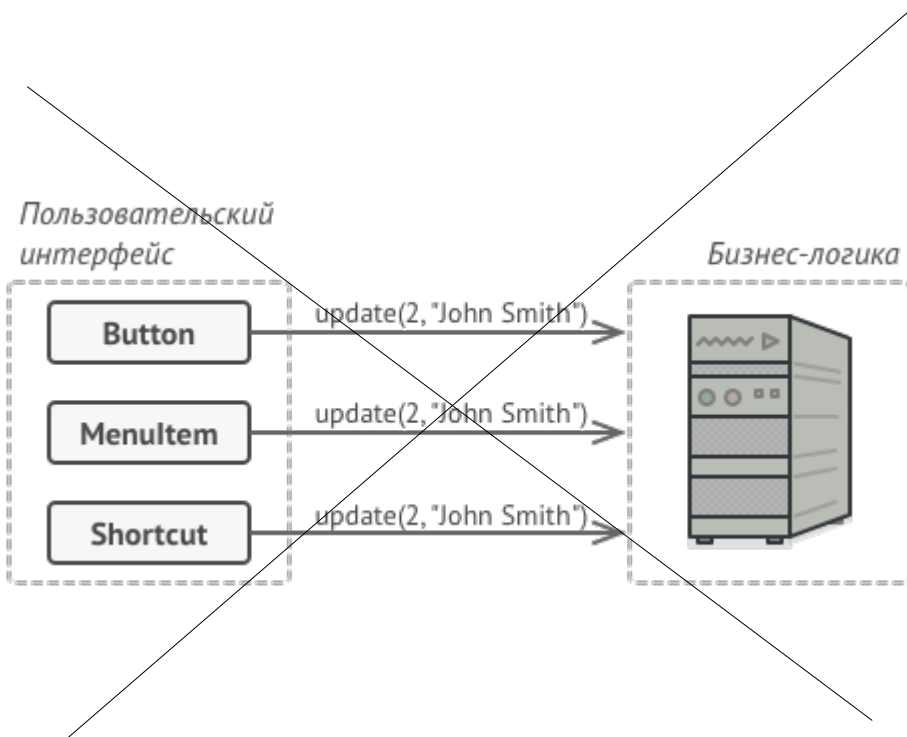 Пользовательский
интерфейс
Бизнес-логика
Button
update(2, "John Smith")
MenuItem
update(2, "John Smith")
Shortcut
update(2, "John Smith")